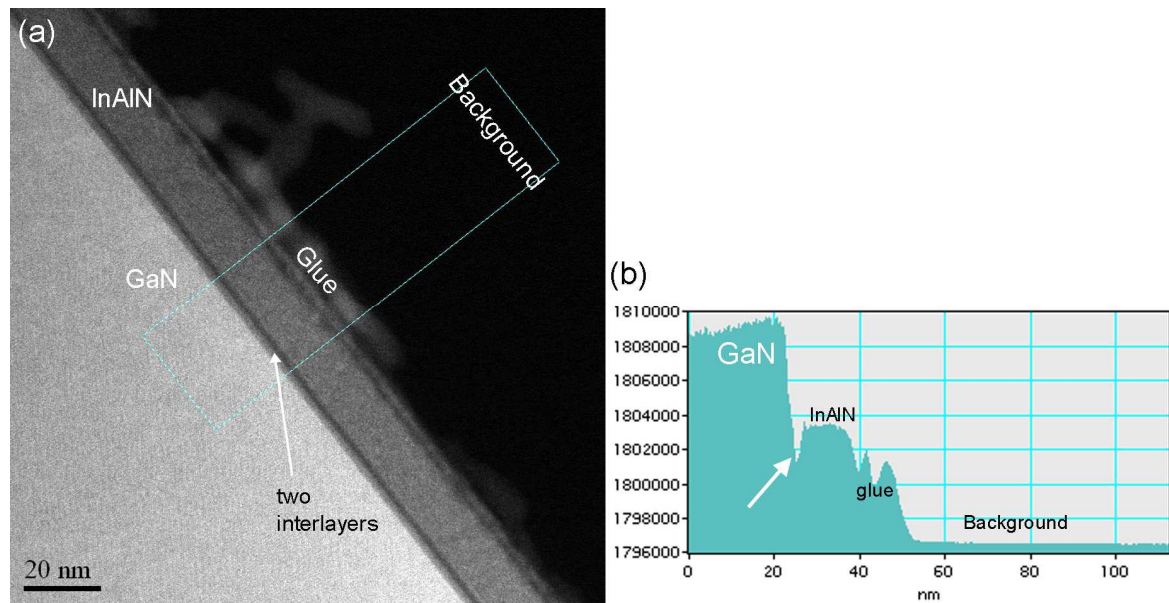 (a)
InAlN
Background
Glue
GaN
two
interlayers
20 nm
(b)
1810000
1808000
1806000
1804000
1802000
1800000
1798000
1796000
GaN
InAlN
glue
Background
0 20 40 60 80 100
nm